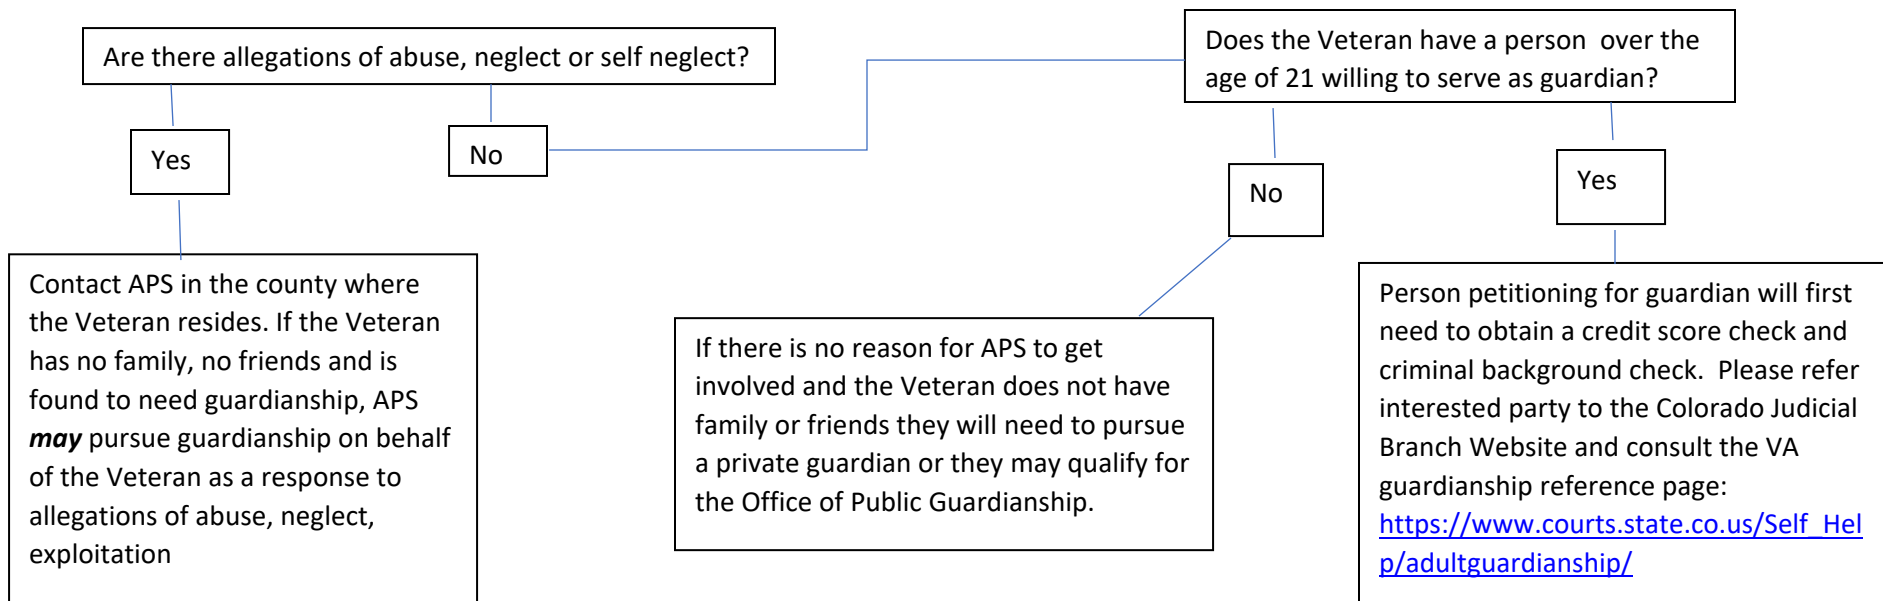 Are there allegations of abuse, neglect or self neglect?
Yes
No
Contact APS in the county where
the Veteran resides. If the Veteran
has no family, no friends and is
found to need guardianship, APS
may pursue guardianship on behalf
of the Veteran as a response to
allegations of abuse, neglect,
exploitation
Does the Veteran have a person over the
age of 21 willing to serve as guardian?
No
Yes
If there is no reason for APS to get
involved and the Veteran does not have
family or friends they will need to pursue
a private guardian or they may qualify for
the Office of Public Guardianship.
Person petitioning for guardian will first
need to obtain a credit score check and
criminal background check. Please refer
interested party to the Colorado Judicial
Branch Website and consult the VA
guardianship reference page:
https://www.courts.state.co.us/Self_Hel
p/adultguardianship/